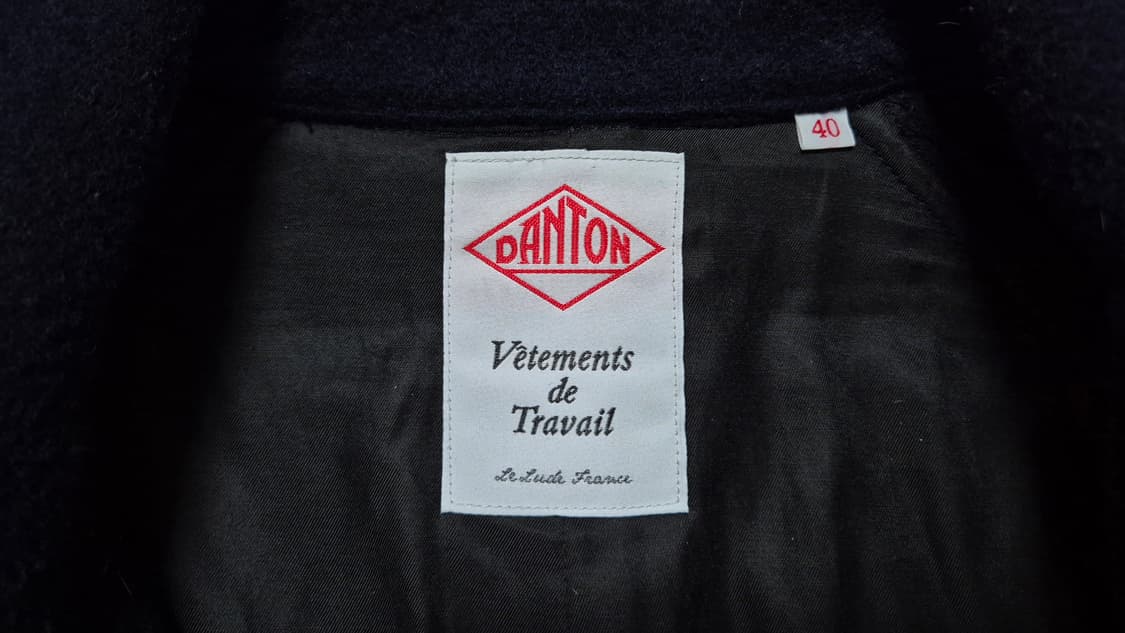 40
DANTON
Vêtements
de
Travail
Le Lude France